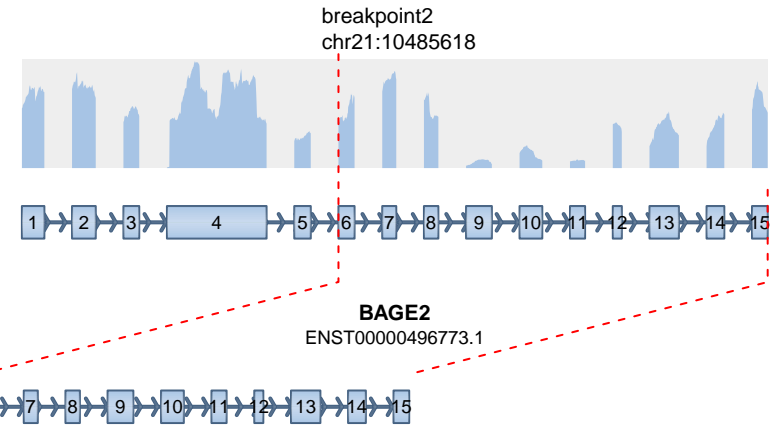 breakpoint2
chr21:10485618
1 2 3 4 5 6 7 8 9 10 11 12 13 14 15
BAGE2
ENST00000496773.1
7 8 9 10 11 12 13 14 15